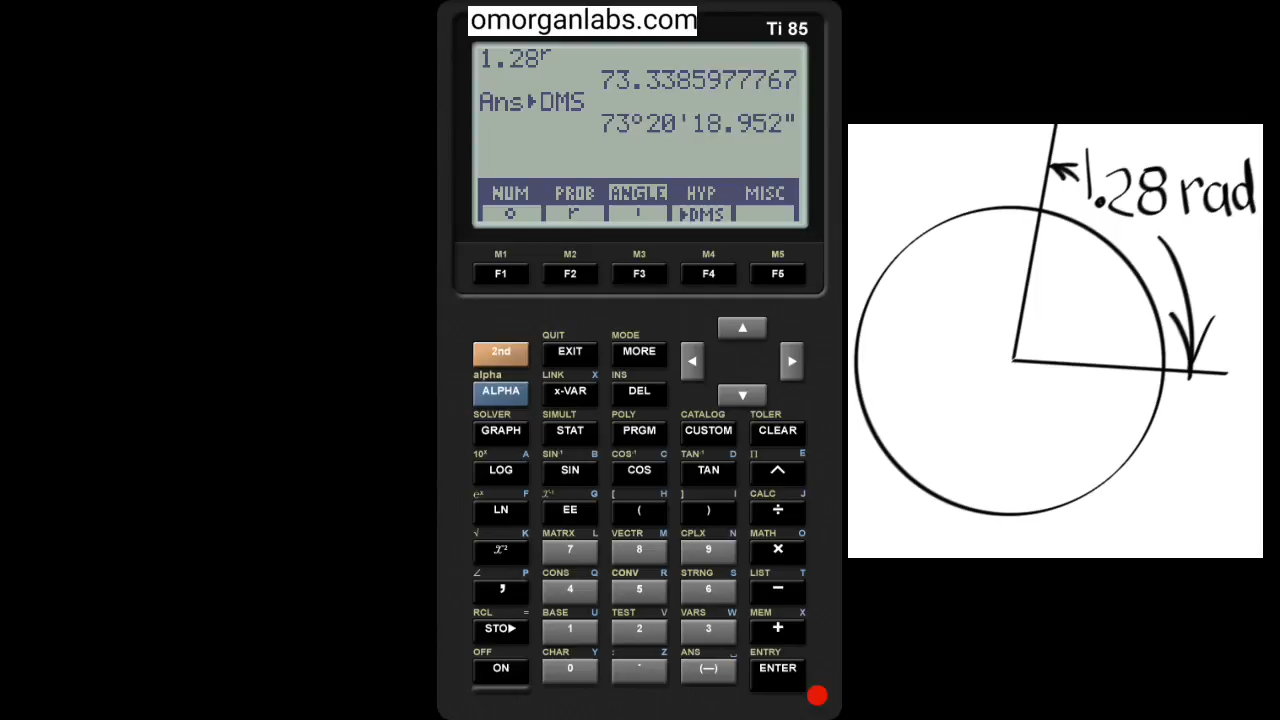 omorganlabs.com
Ti 85
1.28ʳ
73.3385977767
Ans▸DMS
73°20'18.952"
NUM PROB ANGLE HYP MISC
o r ' ▸DMS
M1 M2 M3 M4 M5
F1 F2 F3 F4 F5
QUIT MODE
2nd EXIT MORE
alpha LINK X INS
ALPHA x-VAR DEL
SOLVER SIMULT POLY CATALOG TOLER
GRAPH STAT PRGM CUSTOM CLEAR
10ˣ A SIN⁻¹ B COS⁻¹ C TAN⁻¹ D [ ] E
LOG SIN COS TAN ^
eˣ F x⁻¹ G [ H ] I CALC J
LN EE ( ) ÷
√ K MATRX L VECTR M CPLX N MATH O
x² 7 8 9 ×
∠ P CONS Q CONV R STRNG S LIST T
, 4 5 6 −
RCL = BASE U TEST V VARS W MEM X
STO▶ 1 2 3 +
OFF CHAR Y : Z ANS ⎵ ENTRY
ON 0 . (—) ENTER
1.28 rad